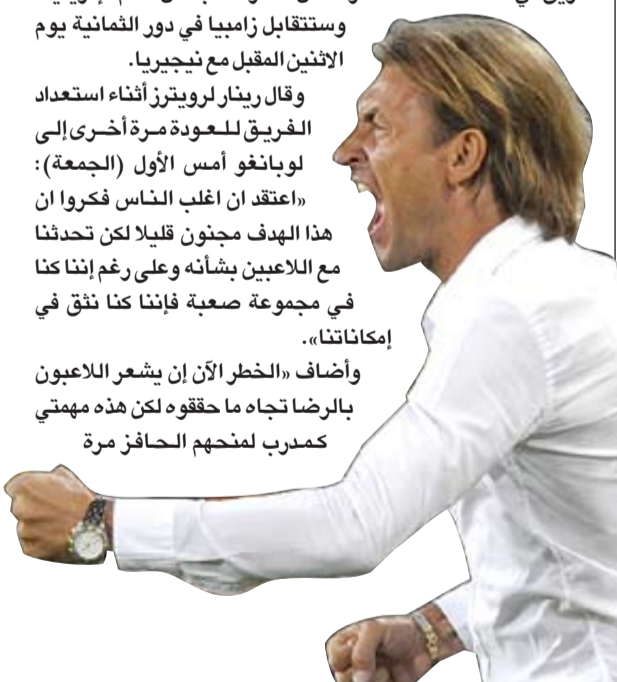 وستتقابل زامبيا في دور الثمانية يوم
الاثنين المقبل مع نيجيريا.
وقال رينار لرويترز أثناء استعداد
الفريق للعودة مرة أخرى إلى
لوبانغو أمس الأول (الجمعة):
«اعتقد ان اغلب الناس فكروا ان
هذا الهدف مجنون قليلا لكن تحدثنا
مع اللاعبين بشأنه وعلى رغم إننا كنا
في مجموعة صعبة فإننا كنا نثق في
إمكاناتنا».
وأضاف «الخطر الآن إن يشعر اللاعبون
بالرضا تجاه ما حققوه لكن هذه مهمتي
كمدرب لمنحهم الحافز مرة